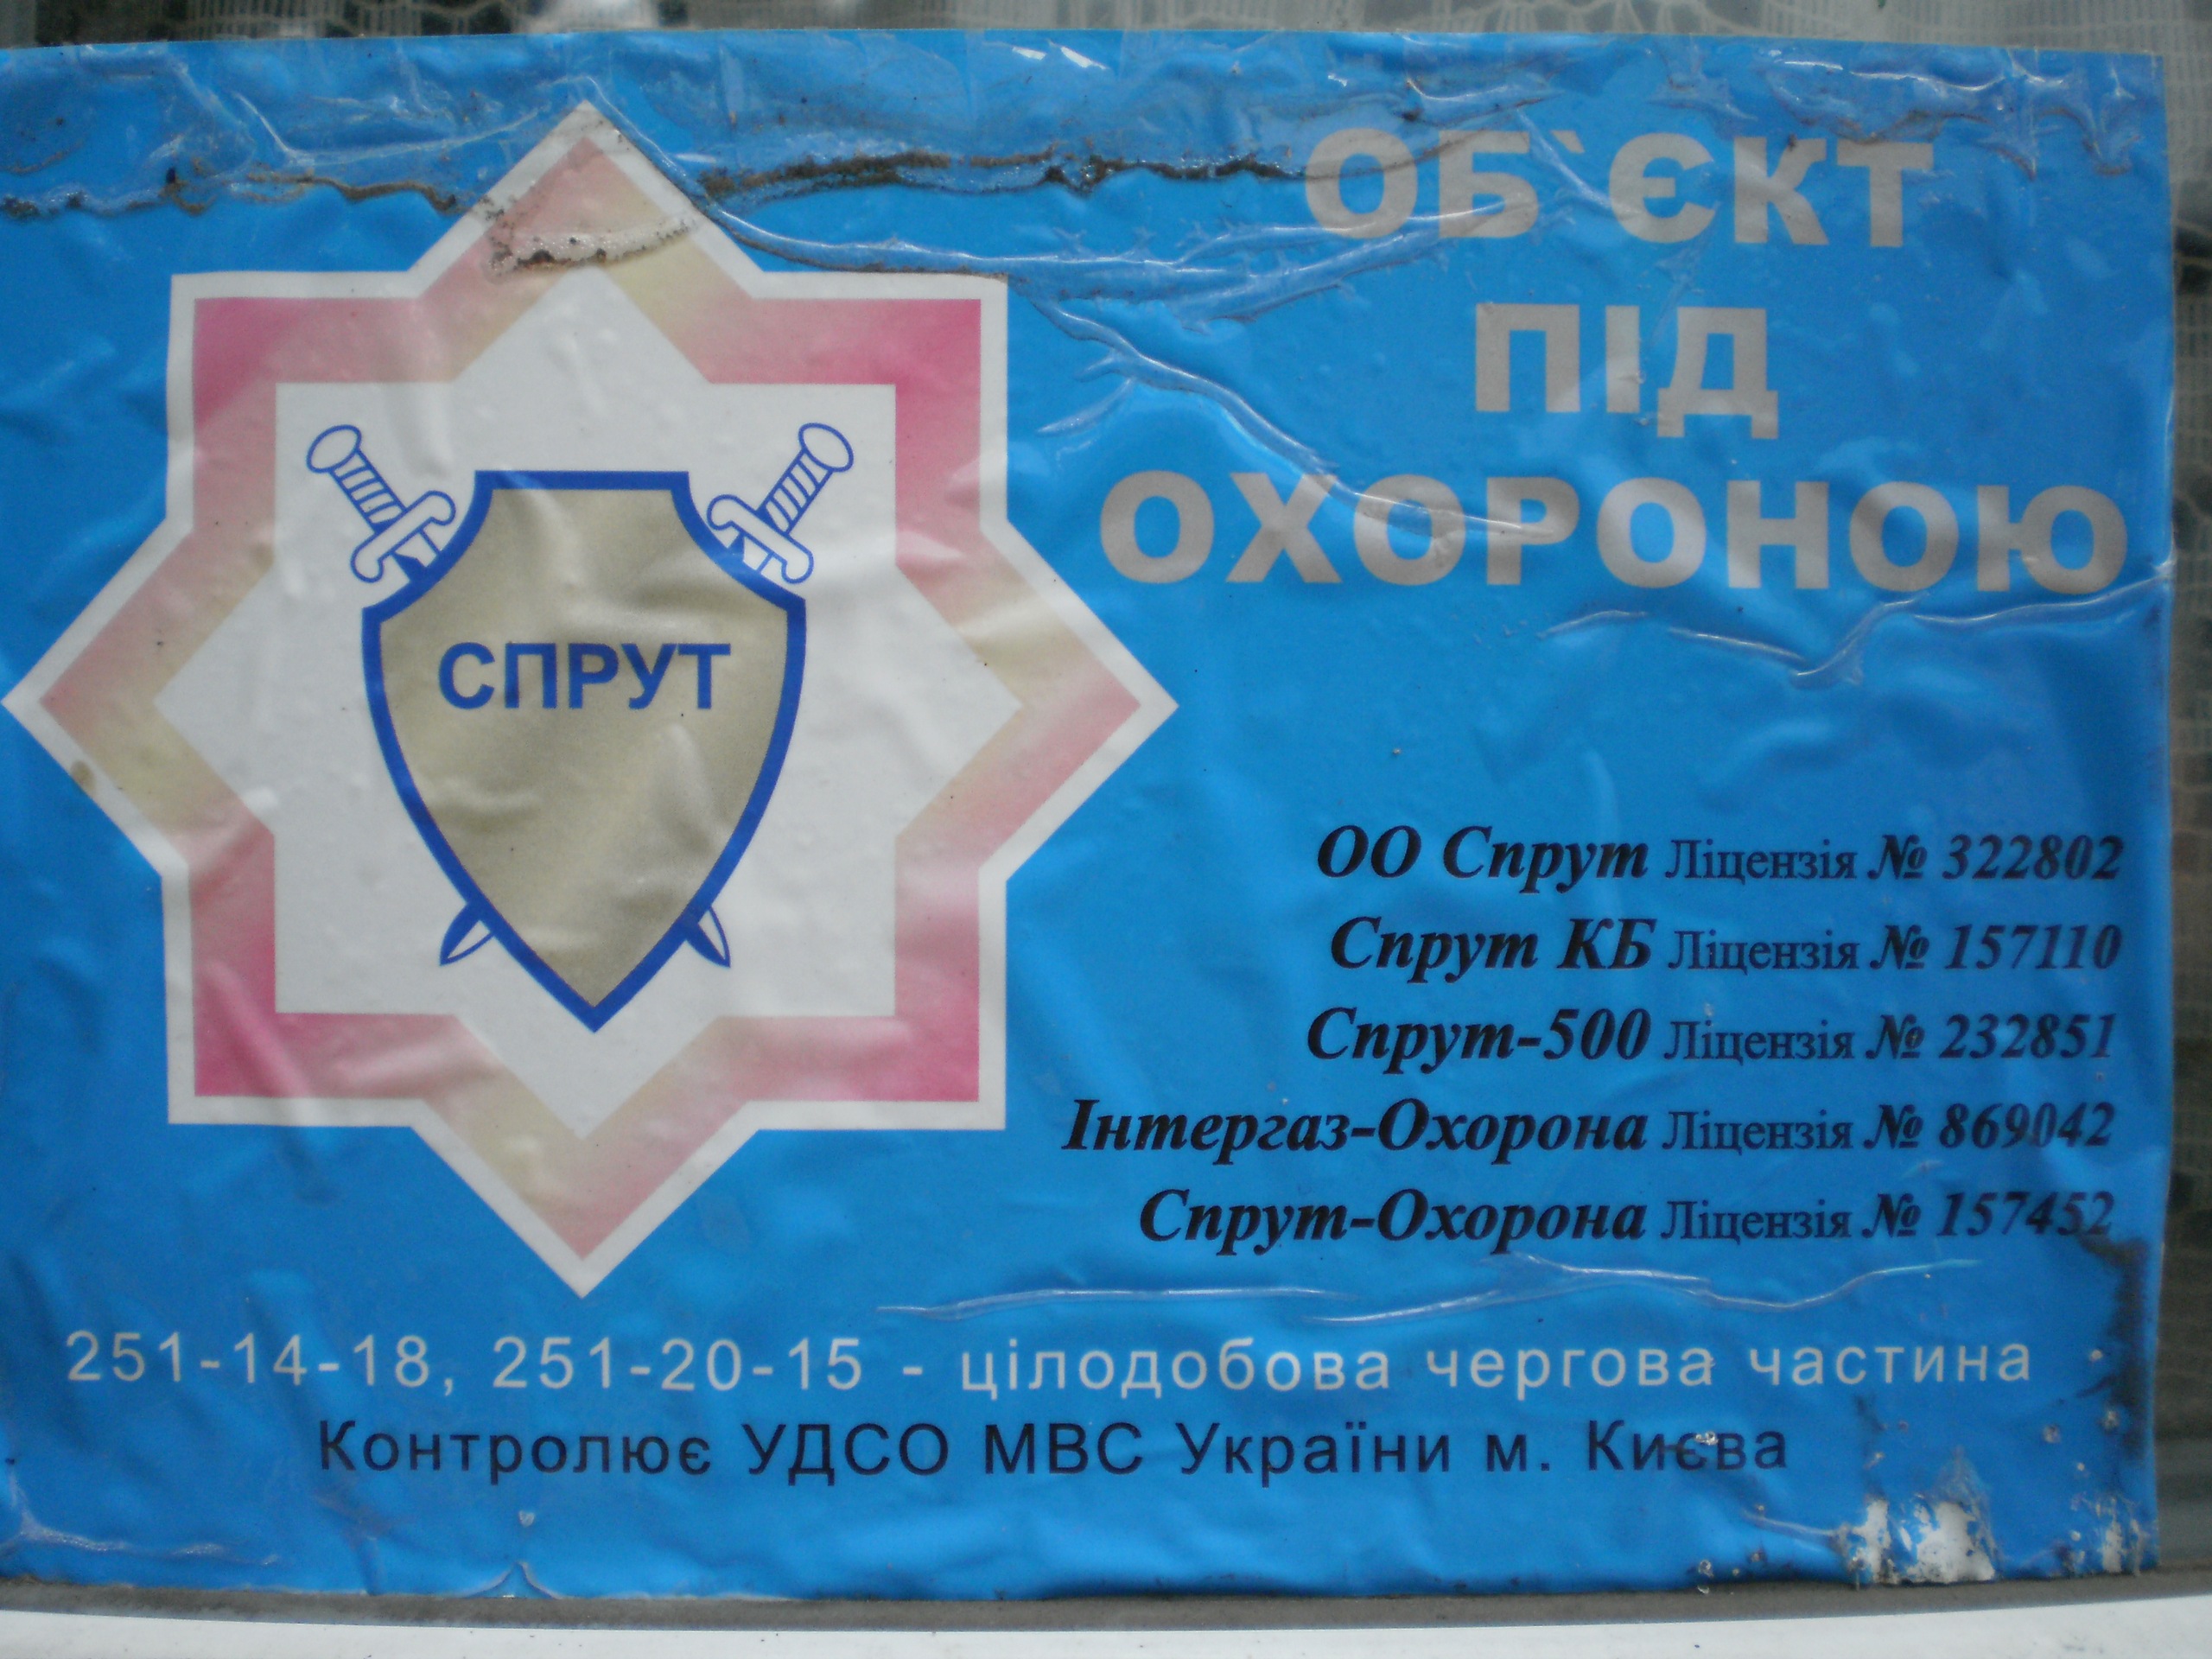 ОБ`ЄКТ
ПІД
ОХОРОНОЮ
СПРУТ
ОО Спрут Ліцензія № 322802
Спрут КБ Ліцензія № 157110
Спрут-500 Ліцензія № 232851
Інтергаз-Охорона Ліцензія № 869042
Спрут-Охорона Ліцензія № 157452
251-14-18, 251-20-15 - цілодобова чергова частина
Контролює УДСО МВС України м. Києва